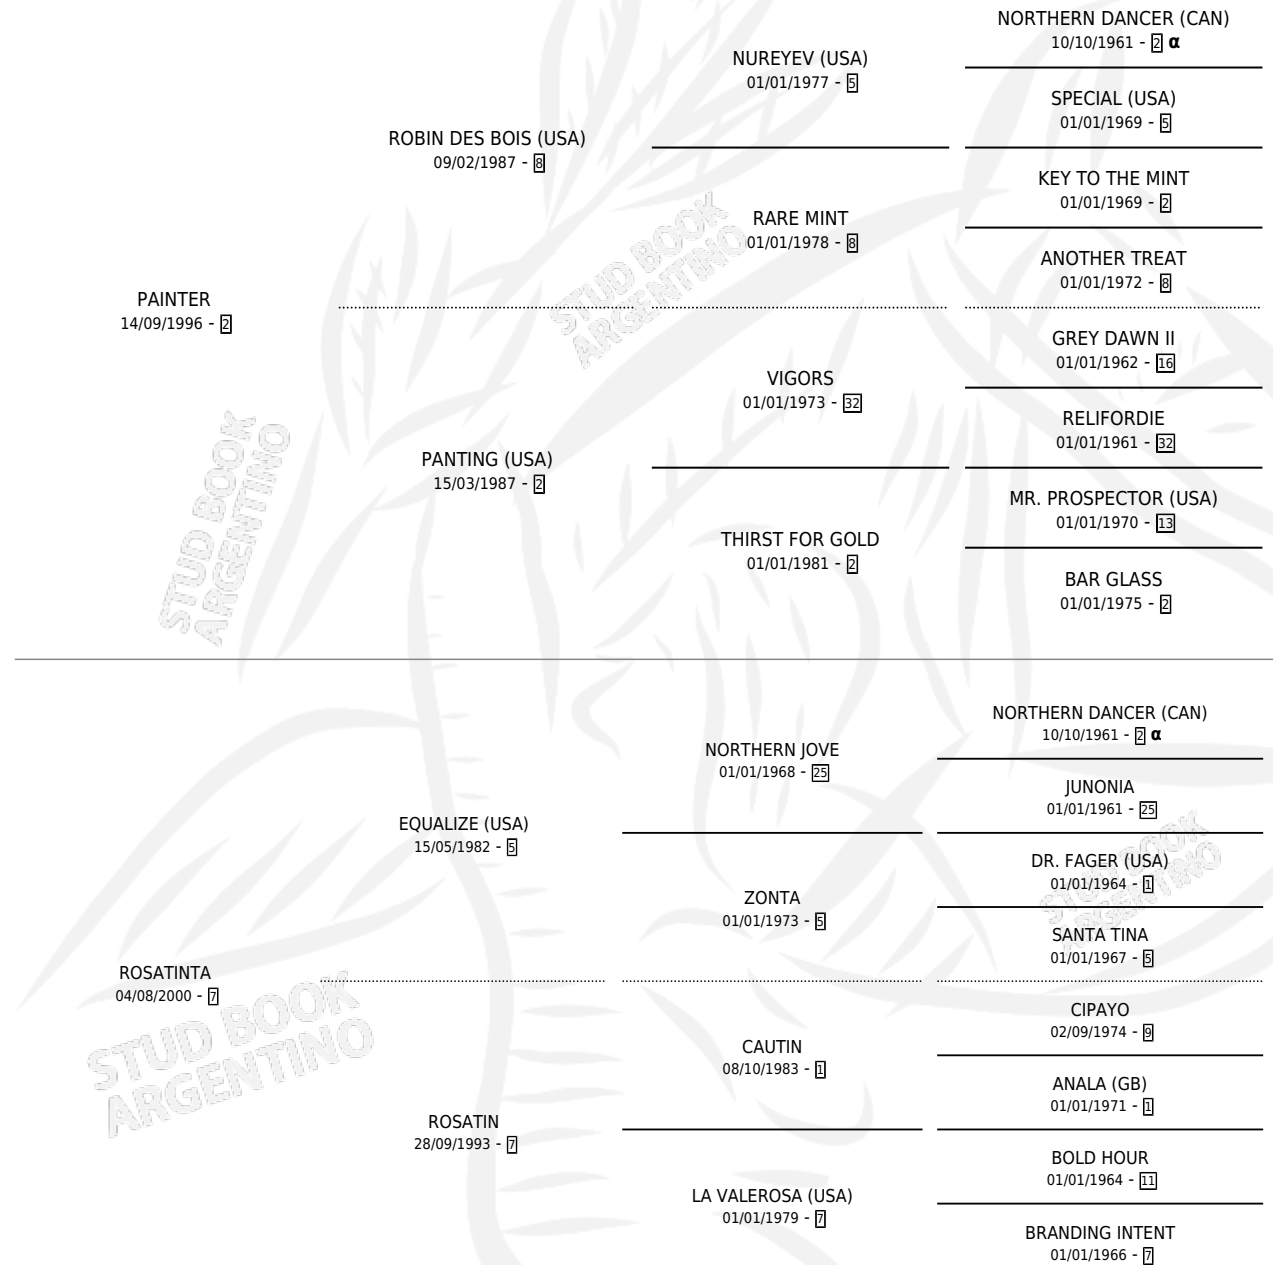 NORTHERN DANCER (CAN)
10/10/1961 - 2 α
NUREYEV (USA)
01/01/1977 - 5
SPECIAL (USA)
01/01/1969 - 5
ROBIN DES BOIS (USA)
09/02/1987 - 8
KEY TO THE MINT
01/01/1969 - 2
RARE MINT
01/01/1978 - 8
ANOTHER TREAT
01/01/1972 - 8
PAINTER
14/09/1996 - 2
GREY DAWN II
01/01/1962 - 16
VIGORS
01/01/1973 - 32
RELIFORDIE
01/01/1961 - 32
PANTING (USA)
15/03/1987 - 2
MR. PROSPECTOR (USA)
01/01/1970 - 13
THIRST FOR GOLD
01/01/1981 - 2
BAR GLASS
01/01/1975 - 2
STUD BOOK
ARGENTINO
STUD BOOK
ARGENTINO
NORTHERN DANCER (CAN)
10/10/1961 - 2 α
NORTHERN JOVE
01/01/1968 - 25
JUNONIA
01/01/1961 - 25
EQUALIZE (USA)
15/05/1982 - 5
DR. FAGER (USA)
01/01/1964 - 1
ZONTA
01/01/1973 - 5
SANTA TINA
01/01/1967 - 5
ROSATINTA
04/08/2000 - 7
CIPAYO
02/09/1974 - 9
CAUTIN
08/10/1983 - 1
ANALA (GB)
01/01/1971 - 1
ROSATIN
28/09/1993 - 7
BOLD HOUR
01/01/1964 - 11
LA VALEROSA (USA)
01/01/1979 - 7
BRANDING INTENT
01/01/1966 - 7
STUD BOOK
ARGENTINO
STUD BOOK
ARGENTINO